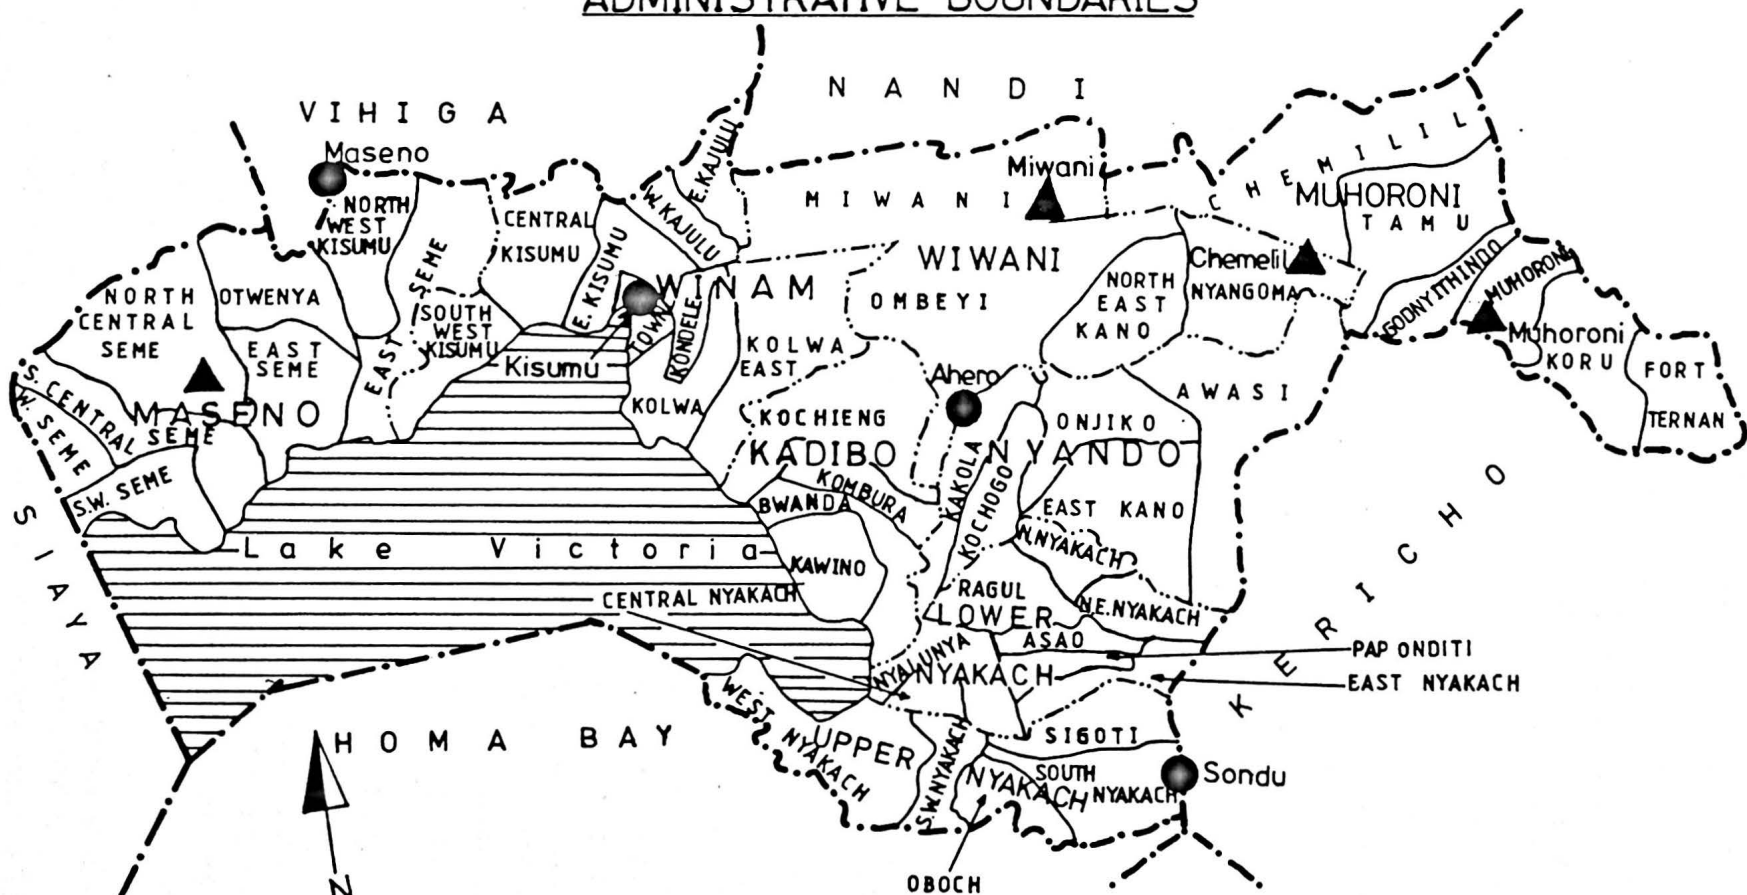 ADMINISTRATIVE BOUNDARIES
NANDI
VIHIGA
Maseno
E.KAJULU
W.KAJULU
Miwani
MIWANI
CHEMILIL
MUHORONI
TAMU
NORTH
WEST
KISUMU
CENTRAL
KISUMU
E. KISUMU
EAST SEME
SOUTH
WEST
KISUMU
WINAM
TOWN
KONDELE
Kisumu
KOLWA
WIWANI
OMBEYI
NORTH
EAST
KANO
Chemelil
NYANGOMA
GODNYITHINDO
MUHORONI
Muhoroni
KORU
FORT
TERNAN
NORTH
CENTRAL
SEME
OTWENYA
EAST
SEME
S. CENTRAL
SEME
W. SEME
MASENO
S.W. SEME
KOLWA
EAST
KOCHIENG
KADIBO
Ahero
AWASI
ONJIKO
NYANDO
KAKOLA
KOCHOGO
KOMBURA
BWANDA
EAST KANO
N.NYAKACH
KAWINO
Lake Victoria
CENTRAL NYAKACH
RAGUL
LOWER
NYAKACH
N.E.NYAKACH
ASAO
NYALUNYA
PAP ONDITI
EAST NYAKACH
SIAYA
KERICHO
HOMA BAY
WEST
NYAKACH
UPPER
NYAKACH
S.W.NYAKACH
SIGOTI
SOUTH
NYAKACH
Sondu
OBOCH
N